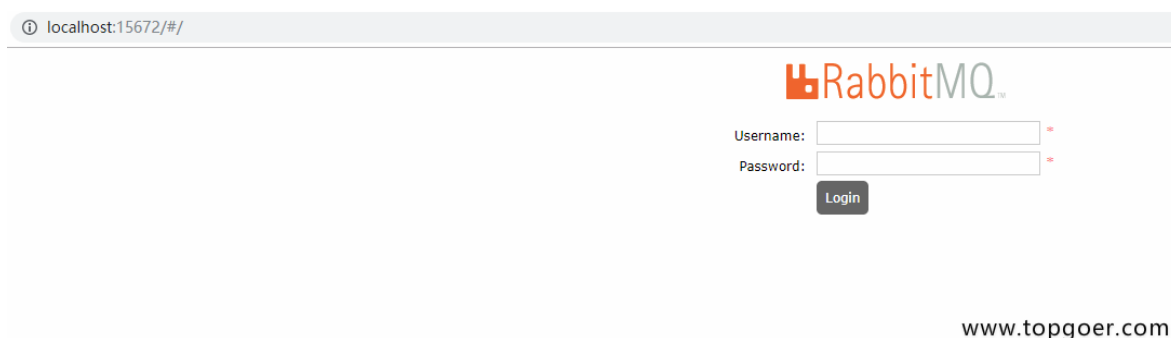 localhost:15672/#/
RabbitMQ
Username: *
Password: *
Login
www.topgoer.com